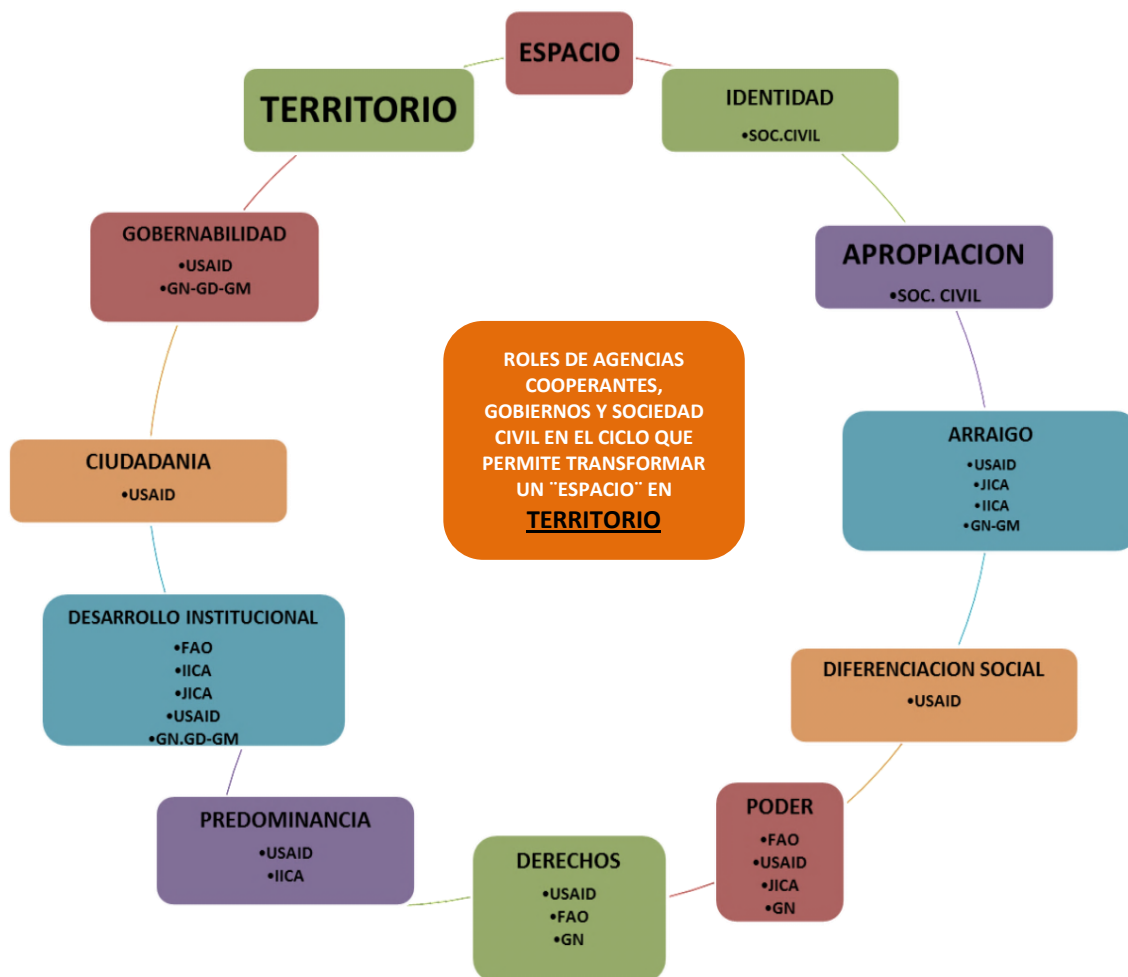 ESPACIO
IDENTIDAD
•SOC.CIVIL
APROPIACION
•SOC. CIVIL
ARRAIGO
•USAID
•JICA
•IICA
•GN-GM
DIFERENCIACION SOCIAL
•USAID
PODER
•FAO
•USAID
•JICA
•GN
DERECHOS
•USAID
•FAO
•GN
PREDOMINANCIA
•USAID
•IICA
DESARROLLO INSTITUCIONAL
•FAO
•IICA
•JICA
•USAID
•GN.GD-GM
CIUDADANIA
•USAID
GOBERNABILIDAD
•USAID
•GN-GD-GM
TERRITORIO
ROLES DE AGENCIAS
COOPERANTES,
GOBIERNOS Y SOCIEDAD
CIVIL EN EL CICLO QUE
PERMITE TRANSFORMAR
UN ¨ESPACIO¨ EN
TERRITORIO